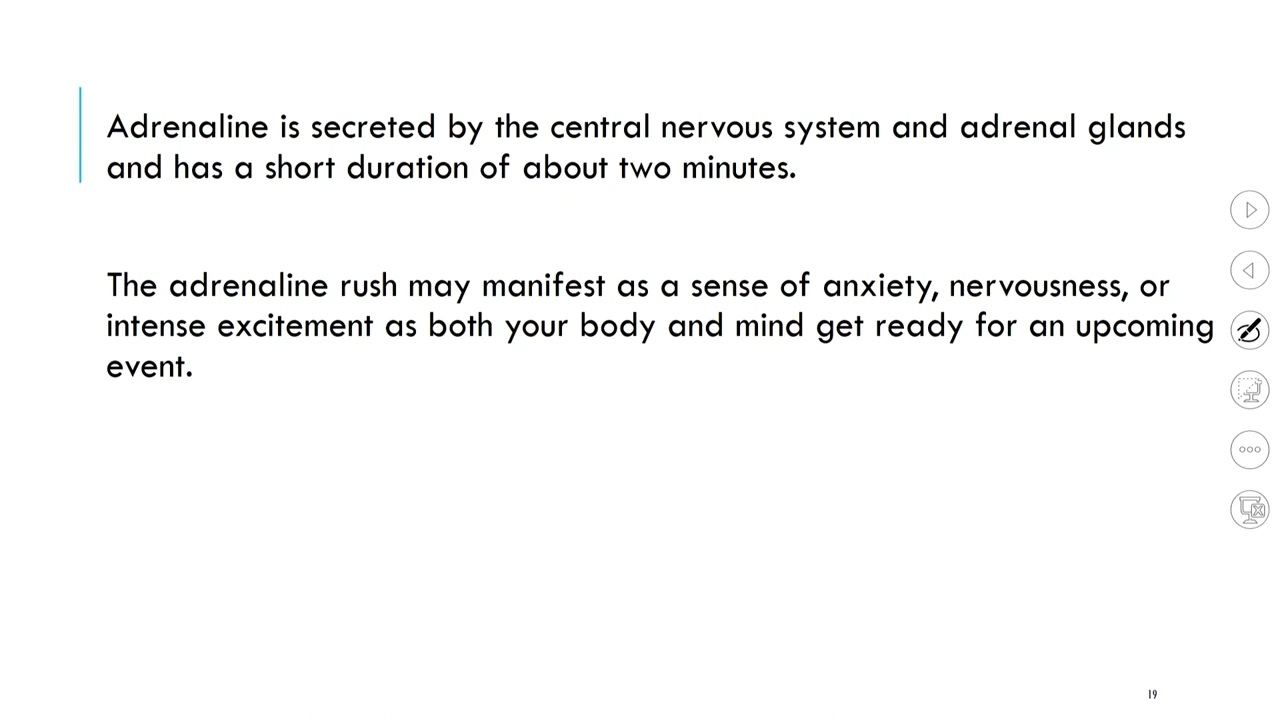 Adrenaline is secreted by the central nervous system and adrenal glands
and has a short duration of about two minutes.
The adrenaline rush may manifest as a sense of anxiety, nervousness, or
intense excitement as both your body and mind get ready for an upcoming
event.
19